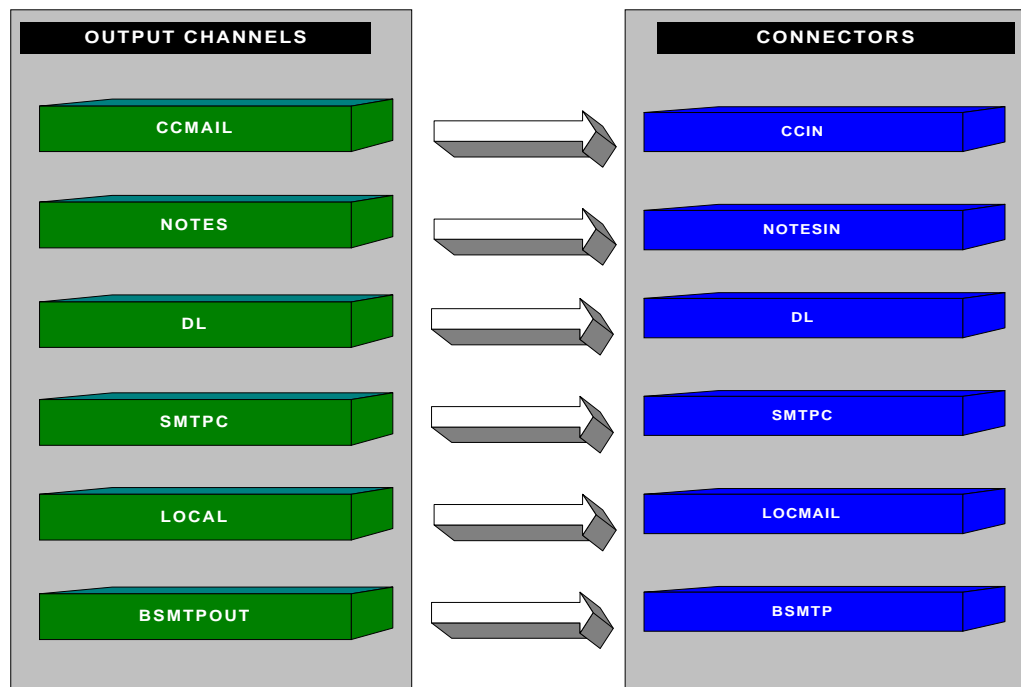 OUTPUT CHANNELS
CONNECTORS
CCMAIL
CCIN
NOTES
NOTESIN
DL
DL
SMTPC
SMTPC
LOCAL
LOCMAIL
BSMTPOUT
BSMTP